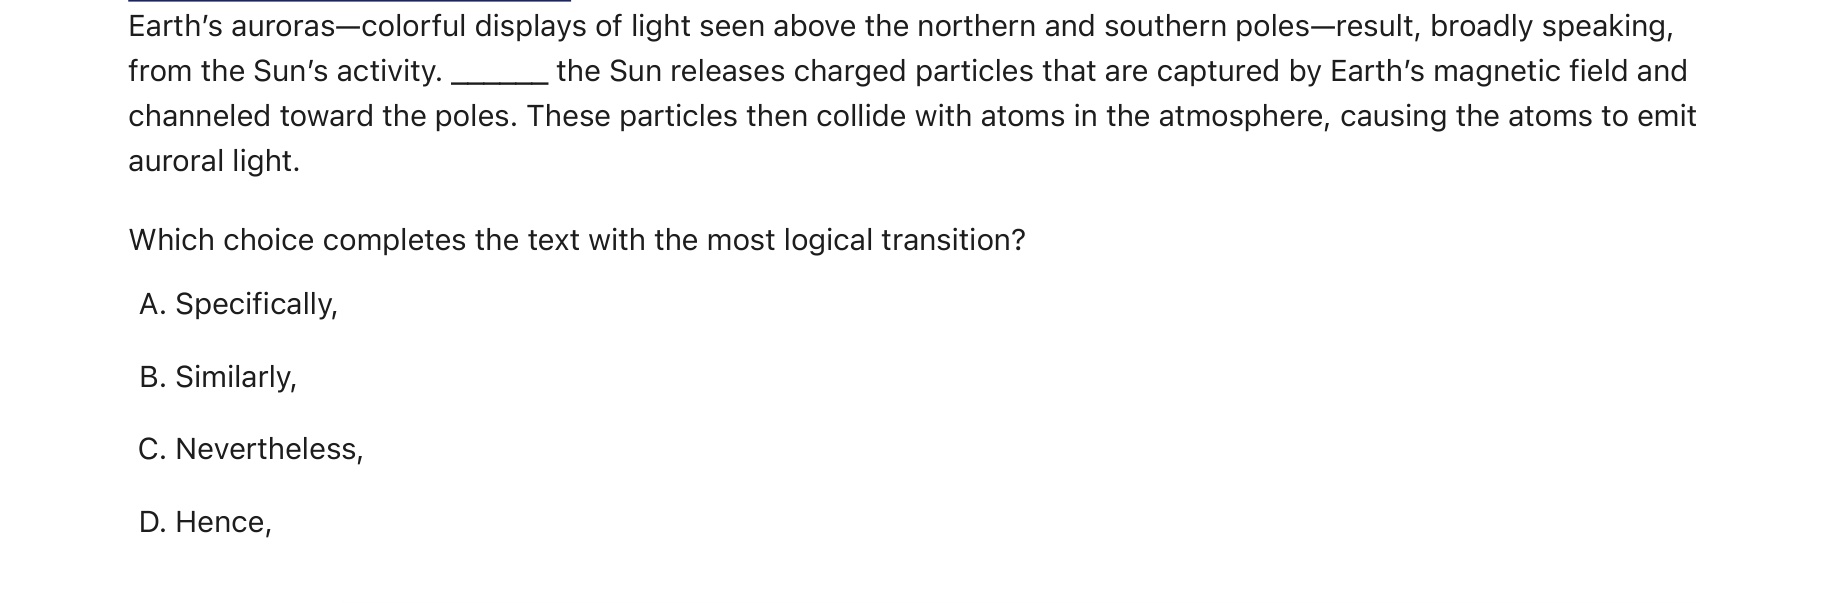 Earth’s auroras—colorful displays of light seen above the northern and southern poles—result, broadly speaking,
from the Sun’s activity. ______ the Sun releases charged particles that are captured by Earth’s magnetic field and
channeled toward the poles. These particles then collide with atoms in the atmosphere, causing the atoms to emit
auroral light.
Which choice completes the text with the most logical transition?
A. Specifically,
B. Similarly,
C. Nevertheless,
D. Hence,